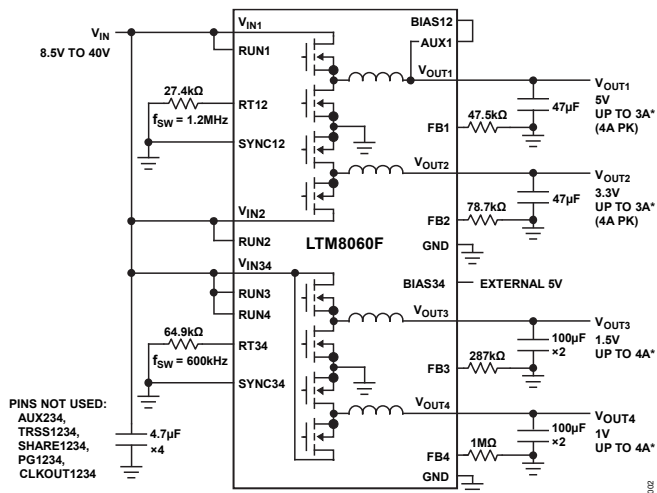 VIN
8.5V TO 40V
VIN1
RUN1
27.4kΩ
RT12
fSW = 1.2MHz
SYNC12
VIN2
RUN2
VIN34
RUN3
RUN4
64.9kΩ
RT34
fSW = 600kHz
SYNC34
PINS NOT USED:
AUX234,
TRSS1234,
SHARE1234,
PG1234,
CLKOUT1234
4.7µF
×4
LTM8060F
BIAS12
AUX1
VOUT1
FB1
47.5kΩ
47µF
VOUT1
5V
UP TO 3A*
(4A PK)
VOUT2
FB2
78.7kΩ
47µF
VOUT2
3.3V
UP TO 3A*
(4A PK)
GND
BIAS34
EXTERNAL 5V
VOUT3
FB3
287kΩ
100µF
×2
VOUT3
1.5V
UP TO 4A*
VOUT4
FB4
1MΩ
100µF
×2
VOUT4
1V
UP TO 4A*
GND